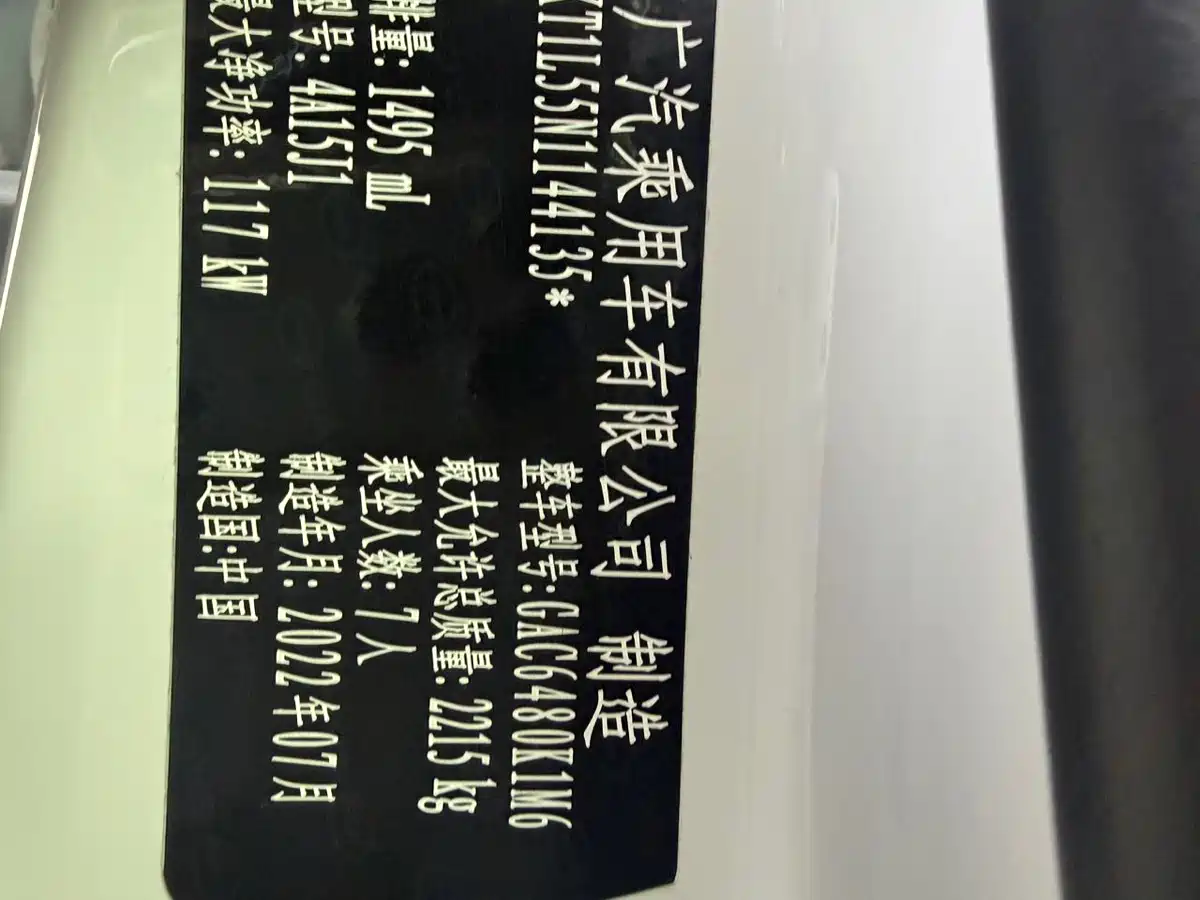 广汽乘用车有限公司 制造
T1L55N1144135*
整车型号:GAC6480K1M6
最大允许总质量: 2215 kg
排量: 1495 mL
乘坐人数: 7人
型号: 4A15J1
制造年月: 2022年07月
最大净功率: 117 kW
制造国:中国